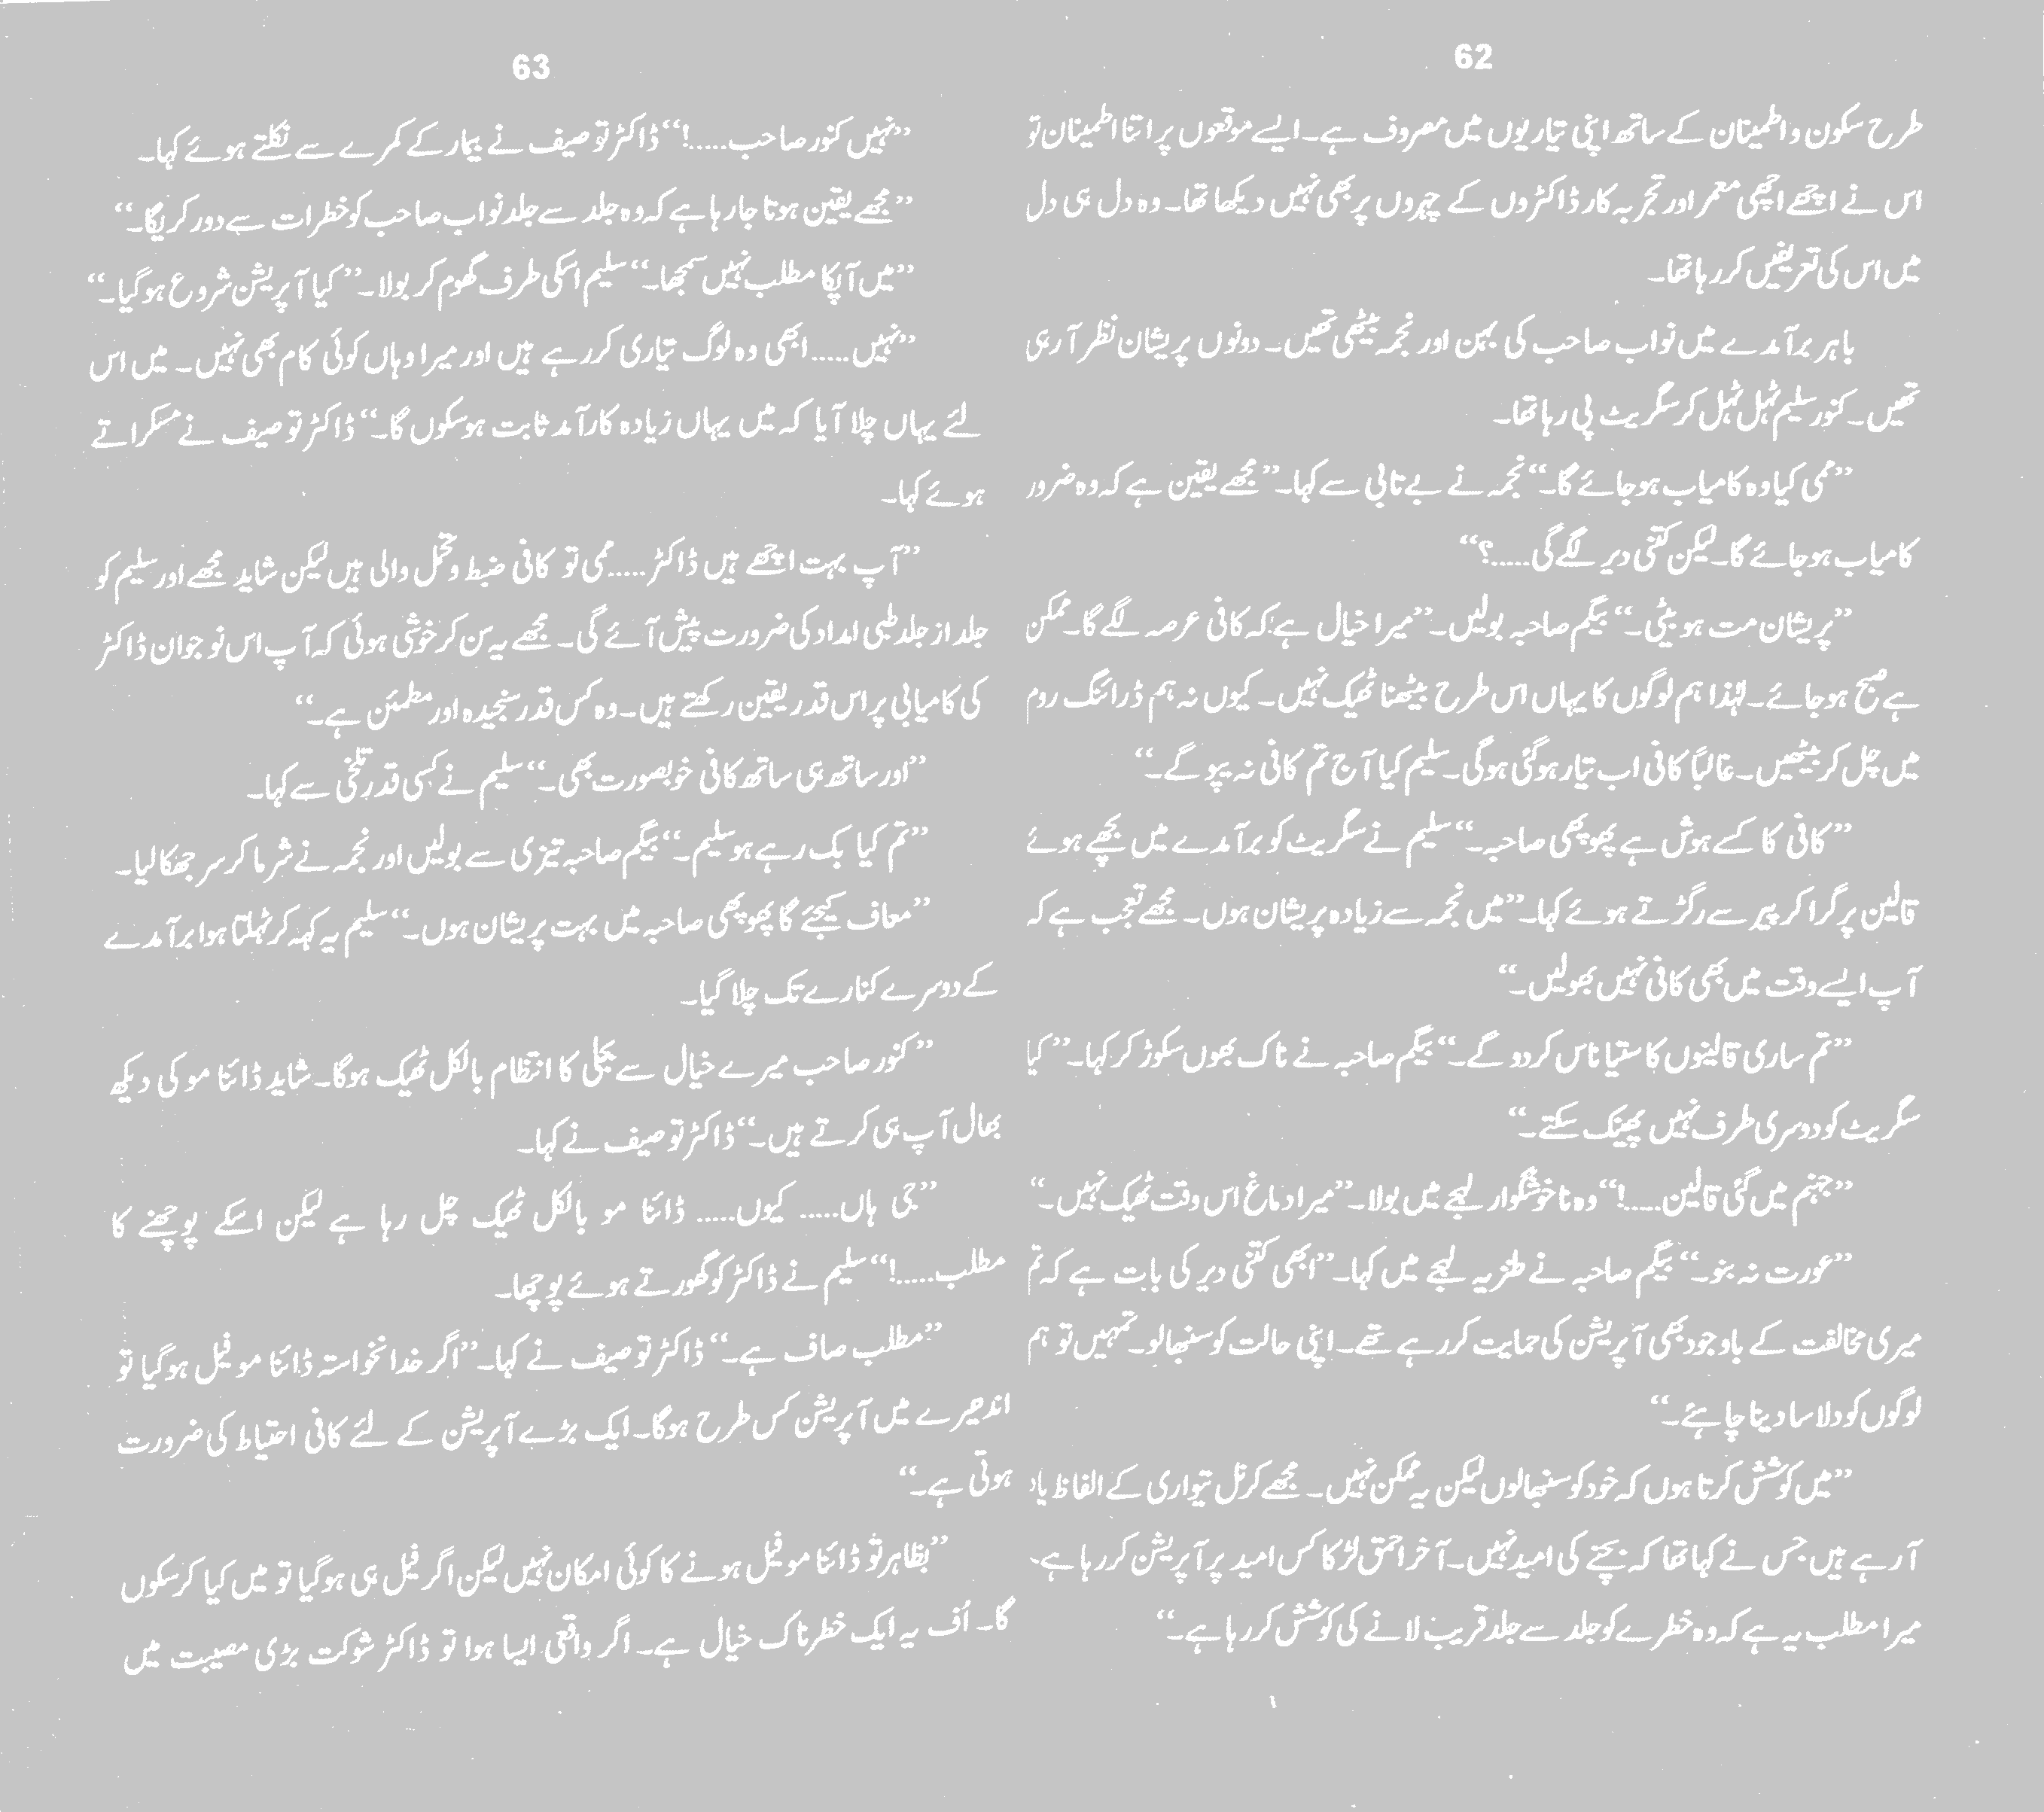 62
طرح سکون و اطمینان کے ساتھ اپنی تیاریوں میں مصروف ہے۔ ایسے موقعوں پر اتنا اطمینان تو
اس نے اچھے اچھی معمر اور تجربہ کار ڈاکٹروں کے چہروں پر بھی نہیں دیکھا تھا۔ وہ دل ہی دل
میں اس کی تعریفیں کر رہا تھا۔
باہر برآمدے میں نواب صاحب کی بہن اور نجمہ بیٹھی تھیں۔ دونوں پریشان نظر آرہی
تھیں۔ کنور سلیم ٹہل ٹہل کر سگریٹ پی رہا تھا۔
”ممی کیا وہ کامیاب ہوجائے گا۔“ نجمہ نے بے تابی سے کہا۔ ”مجھے یقین ہے کہ وہ ضرور
کامیاب ہوجائے گا۔ لیکن کتنی دیر لگے گی.....؟“
”پریشان مت ہو بیٹی۔“ بیگم صاحبہ بولیں۔ ”میرا خیال ہے کہ کافی عرصہ لگے گا۔ ممکن
ہے صبح ہوجائے۔ لہٰذا ہم لوگوں کا یہاں اس طرح بیٹھنا ٹھیک نہیں۔ کیوں نہ ہم ڈرائنگ روم
میں چل کر بیٹھیں۔ غالباً کافی اب تیار ہوگئی ہوگی۔ سلیم کیا آج تم کافی نہ پیو گے۔“
”کافی کا کسے ہوش ہے پھوپھی صاحبہ۔“ سلیم نے سگریٹ کو برآمدے میں بچھے ہوئے
قالین پر گرا کر پیر سے رگڑتے ہوئے کہا۔ ”میں نجمہ سے زیادہ پریشان ہوں۔ مجھے تعجب ہے کہ
آپ ایسے وقت میں بھی کافی نہیں بھولیں۔“
”تم ساری قالینوں کا ستیاناس کر دو گے۔“ بیگم صاحبہ نے ناک بھوں سکوڑ کر کہا۔ ”کیا
سگریٹ کو دوسری طرف نہیں پھینک سکتے۔“
”جہنم میں گئی قالین.....!“ وہ ناخوشگوار لہجے میں بولا۔ ”میرا دماغ اس وقت ٹھیک نہیں۔“
”عورت نہ بنو۔“ بیگم صاحبہ نے طنزیہ لہجے میں کہا۔ ”ابھی کتنی دیر کی بات ہے کہ تم
میری مخالفت کے باوجود بھی آپریشن کی حمایت کر رہے تھے۔ اپنی حالت کو سنبھالو۔ تمہیں تو ہم
لوگوں کو دلاسا دینا چاہئے۔“
”میں کوشش کرتا ہوں کہ خود کو سنبھالوں لیکن یہ ممکن نہیں۔ مجھے کرنل تیواری کے الفاظ یاد
آرہے ہیں جس نے کہا تھا کہ بچنے کی امید نہیں۔ آخر احمق لڑکا کس امید پر آپریشن کر رہا ہے۔
میرا مطلب یہ ہے کہ وہ خطرے کو جلد سے جلد قریب لانے کی کوشش کر رہا ہے۔“
63
”نہیں کنور صاحب.....!“ ڈاکٹر توصیف نے بیمار کے کمرے سے نکلتے ہوئے کہا۔
”مجھے یقین ہوتا جارہا ہے کہ وہ جلد سے جلد نواب صاحب کو خطرات سے دور کریگا۔“
”میں آپکا مطلب نہیں سمجھا۔“ سلیم اسکی طرف گھوم کر بولا۔ ”کیا آپریشن شروع ہوگیا۔“
”نہیں..... ابھی وہ لوگ تیاری کر رہے ہیں اور میرا وہاں کوئی کام بھی نہیں۔ میں اس
لئے یہاں چلا آیا کہ میں یہاں زیادہ کارآمد ثابت ہوسکوں گا۔“ ڈاکٹر توصیف نے مسکراتے
ہوئے کہا۔
”آپ بہت اچھے ہیں ڈاکٹر.....ممی تو کافی ضبط و تحمل والی ہیں لیکن شاید مجھے اور سلیم کو
جلد از جلد طبی امداد کی ضرورت پیش آئے گی۔ مجھے یہ سن کر خوشی ہوئی کہ آپ اس نوجوان ڈاکٹر
کی کامیابی پر اس قدر یقین رکھتے ہیں۔ وہ کس قدر سنجیدہ اور مطمئن ہے۔“
”اور ساتھ ہی ساتھ کافی خوبصورت بھی۔“ سلیم نے کسی قدر تلخی سے کہا۔
”تم کیا بک رہے ہو سلیم۔“ بیگم صاحبہ تیزی سے بولیں اور نجمہ نے شرما کر سر جھکا لیا۔
”معاف کیجئے گا پھوپھی صاحبہ میں بہت پریشان ہوں۔“ سلیم یہ کہہ کر ٹہلتا ہوا برآمدے
کے دوسرے کنارے تک چلا گیا۔
”کنور صاحب میرے خیال سے بجلی کا انتظام بالکل ٹھیک ہوگا۔ شاید ڈائنامو کی دیکھ
بھال آپ ہی کرتے ہیں۔“ ڈاکٹر توصیف نے کہا۔
”جی ہاں..... کیوں..... ڈائنا مو بالکل ٹھیک چل رہا ہے لیکن اسکے پوچھنے کا
مطلب.....!“ سلیم نے ڈاکٹر کو گھورتے ہوئے پوچھا۔
”مطلب صاف ہے۔“ ڈاکٹر توصیف نے کہا۔ ”اگر خدانخواستہ ڈائنامو فیل ہوگیا تو
اندھیرے میں آپریشن کس طرح ہوگا۔ ایک بڑے آپریشن کے لئے کافی احتیاط کی ضرورت
ہوتی ہے۔“
”بظاہر تو ڈائنامو فیل ہونے کا کوئی امکان نہیں لیکن اگر فیل ہی ہوگیا تو میں کیا کرسکوں
گا۔ اُف یہ ایک خطرناک خیال ہے۔ اگر واقعی ایسا ہوا تو ڈاکٹر شوکت بڑی مصیبت میں